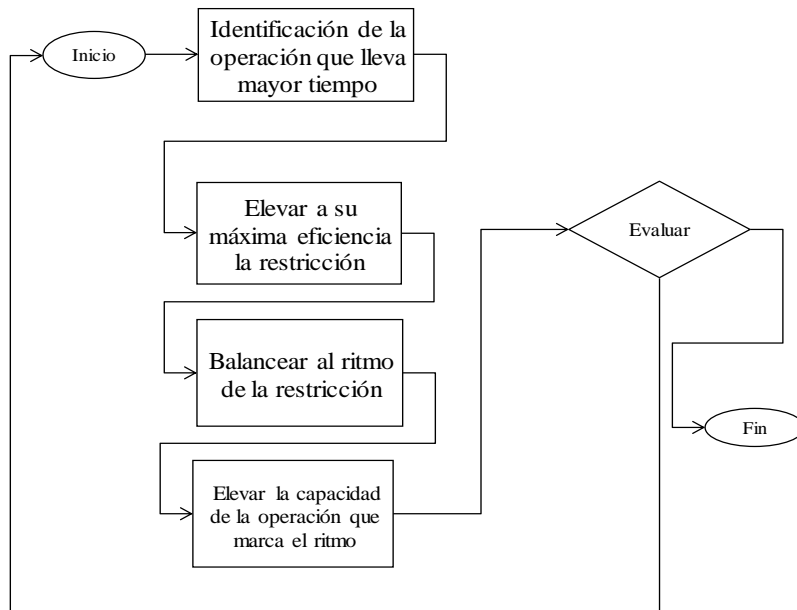 Inicio
Identificación de la
operación que lleva
mayor tiempo
Elevar a su
máxima eficiencia
la restricción
Balancear al ritmo
de la restricción
Elevar la capacidad
de la operación que
marca el ritmo
Evaluar
Fin